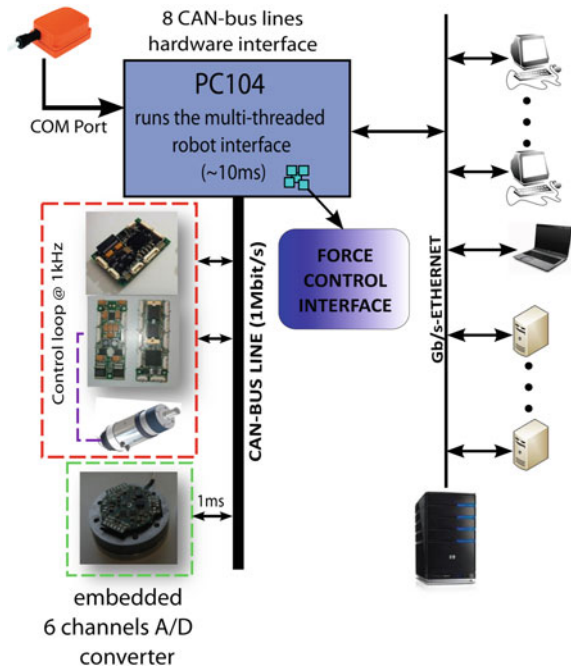 8 CAN-bus lines
hardware interface
PC104
runs the multi-threaded
robot interface
(~10ms)
COM Port
FORCE
CONTROL
INTERFACE
Control loop @ 1kHz
CAN-BUS LINE (1Mbit/s)
Gb/s-ETHERNET
1ms
embedded
6 channels A/D
converter